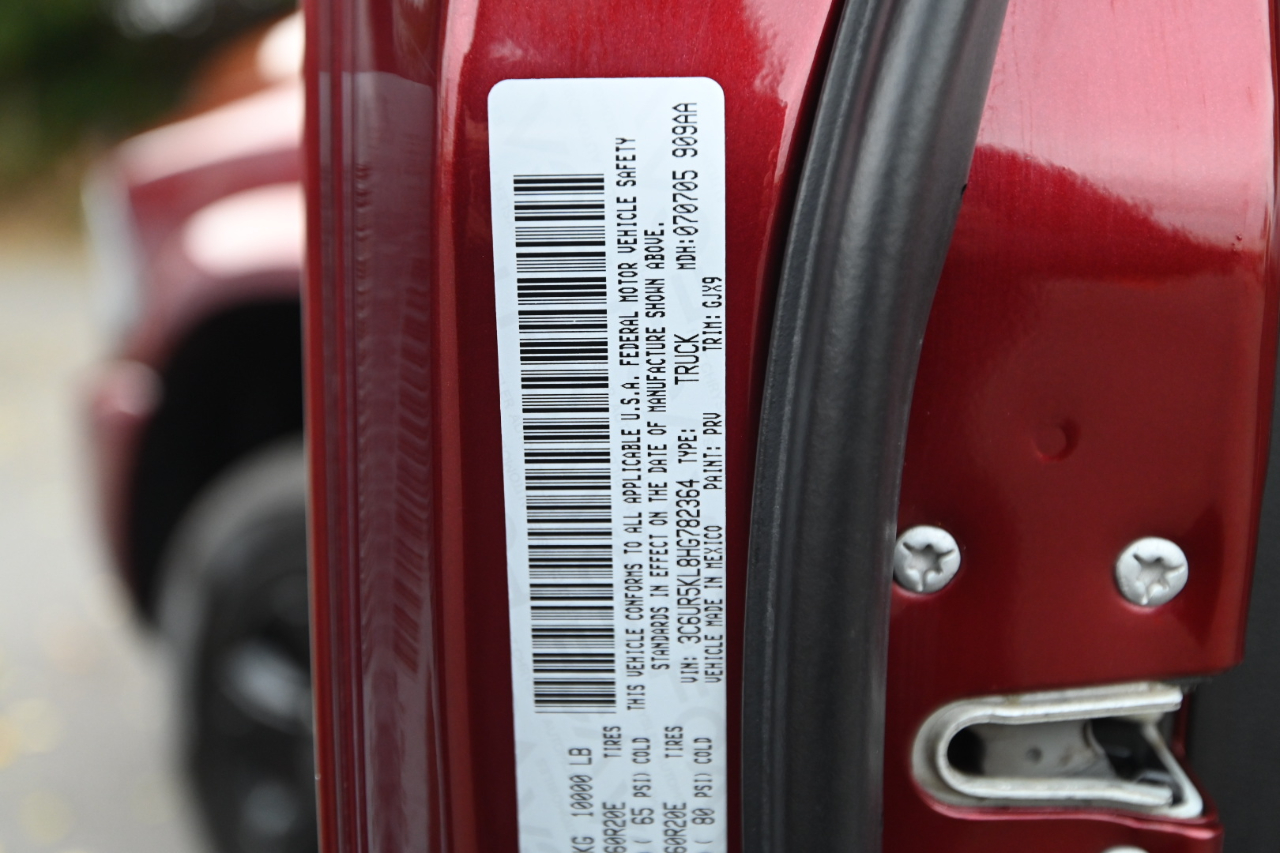 KG 10000 LB
60R20E TIRES
( 65 PSI) COLD
60R20E TIRES
( 80 PSI) COLD
THIS VEHICLE CONFORMS TO ALL APPLICABLE U.S.A. FEDERAL MOTOR VEHICLE SAFETY
STANDARDS IN EFFECT ON THE DATE OF MANUFACTURE SHOWN ABOVE.
VIN: 3C6UR5KL8HG782364 TYPE: TRUCK MDH:070705 909AA
VEHICLE MADE IN MEXICO PAINT: PRV TRIM: GJX9